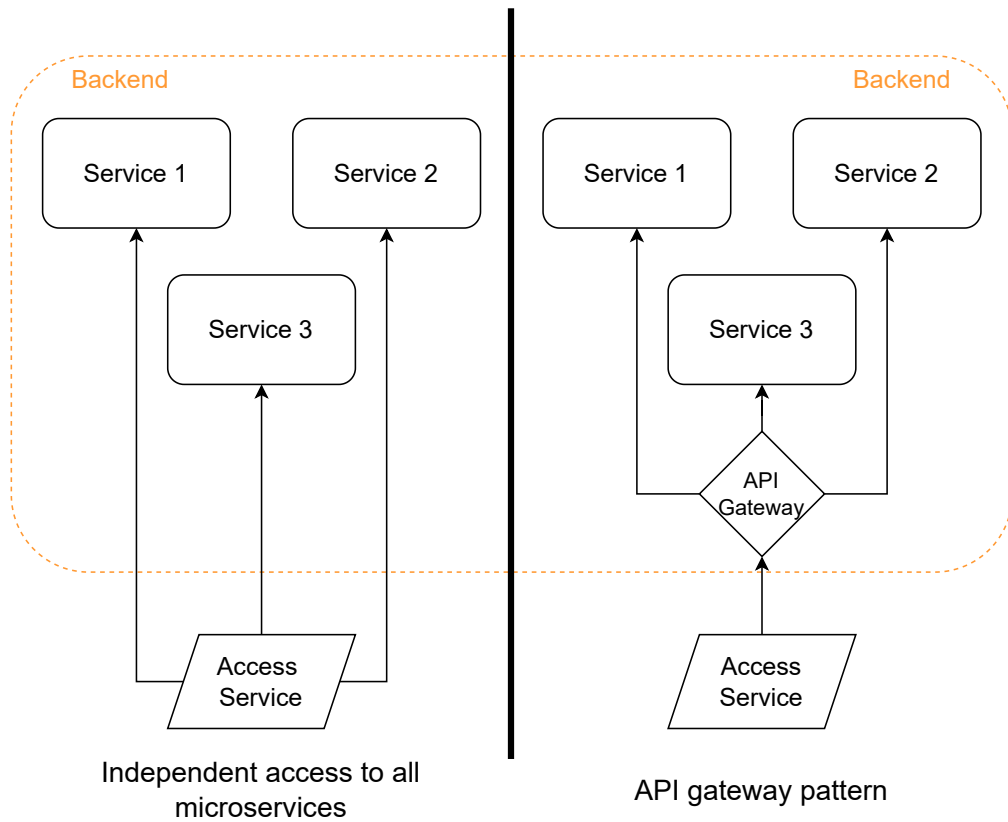 Backend
Service 1
Service 2
Service 3
Access
Service
Independent access to all
microservices
Backend
Service 1
Service 2
Service 3
API
Gateway
Access
Service
API gateway pattern